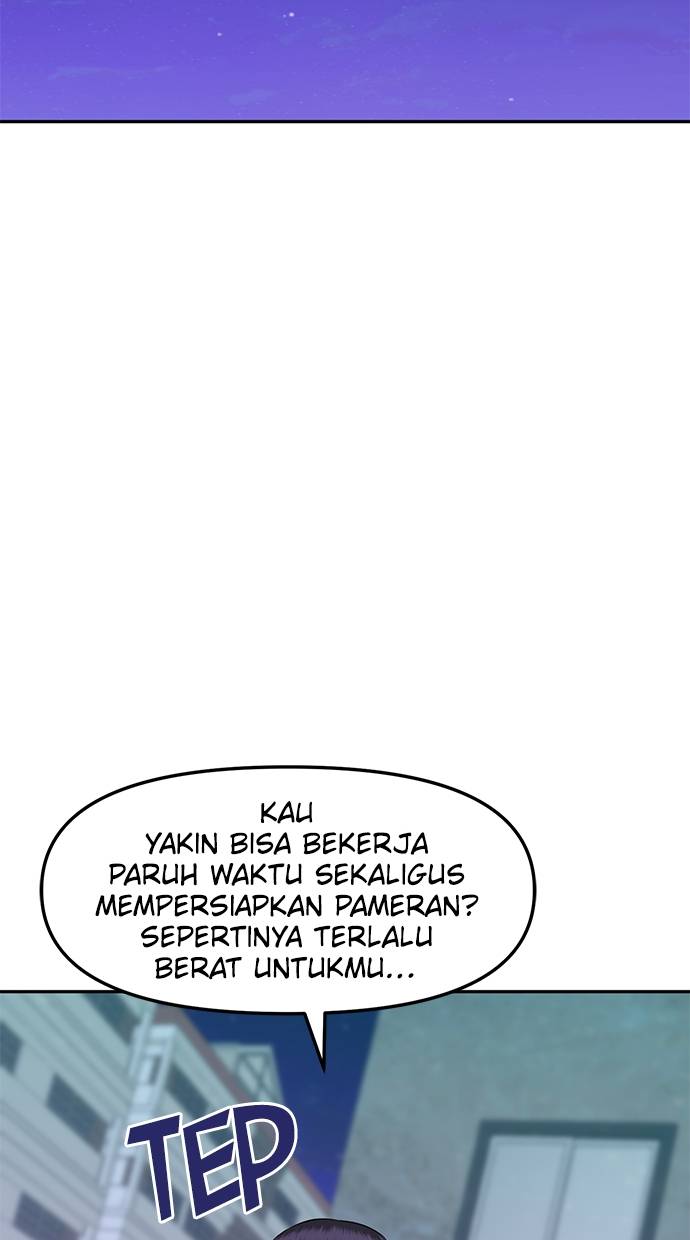 KAU
YAKIN BISA BEKERJA
PARUH WAKTU SEKALIGUS
MEMPERSIAPKAN PAMERAN?
SEPERTINYA TERLALU
BERAT UNTUKMU...
TEP